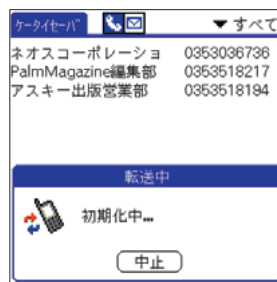 ケータイセーバ ▼ すべて
ネオスコーポレーショ 0353036736
PalmMagazine編集部 0353518217
アスキー出版営業部 0353518194
転送中
初期化中...
中止